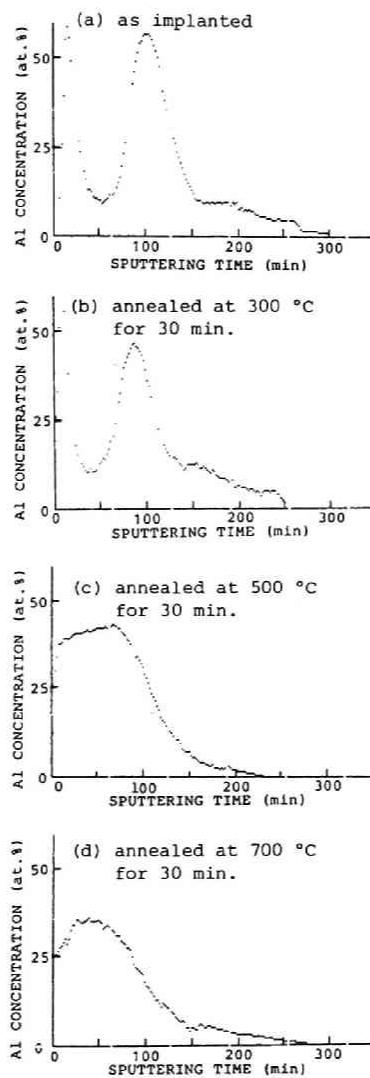 (a) as implanted
Al CONCENTRATION (at.%)
50
25
0
0 100 200 300
SPUTTERING TIME (min)
(b) annealed at 300 °C
for 30 min.
Al CONCENTRATION (at.%)
50
25
0
0 100 200 300
SPUTTERING TIME (min)
(c) annealed at 500 °C
for 30 min.
Al CONCENTRATION (at.%)
50
25
0
0 100 200 300
SPUTTERING TIME (min)
(d) annealed at 700 °C
for 30 min.
Al CONCENTRATION (at.%)
50
25
0 100 200 300
SPUTTERING TIME (min)